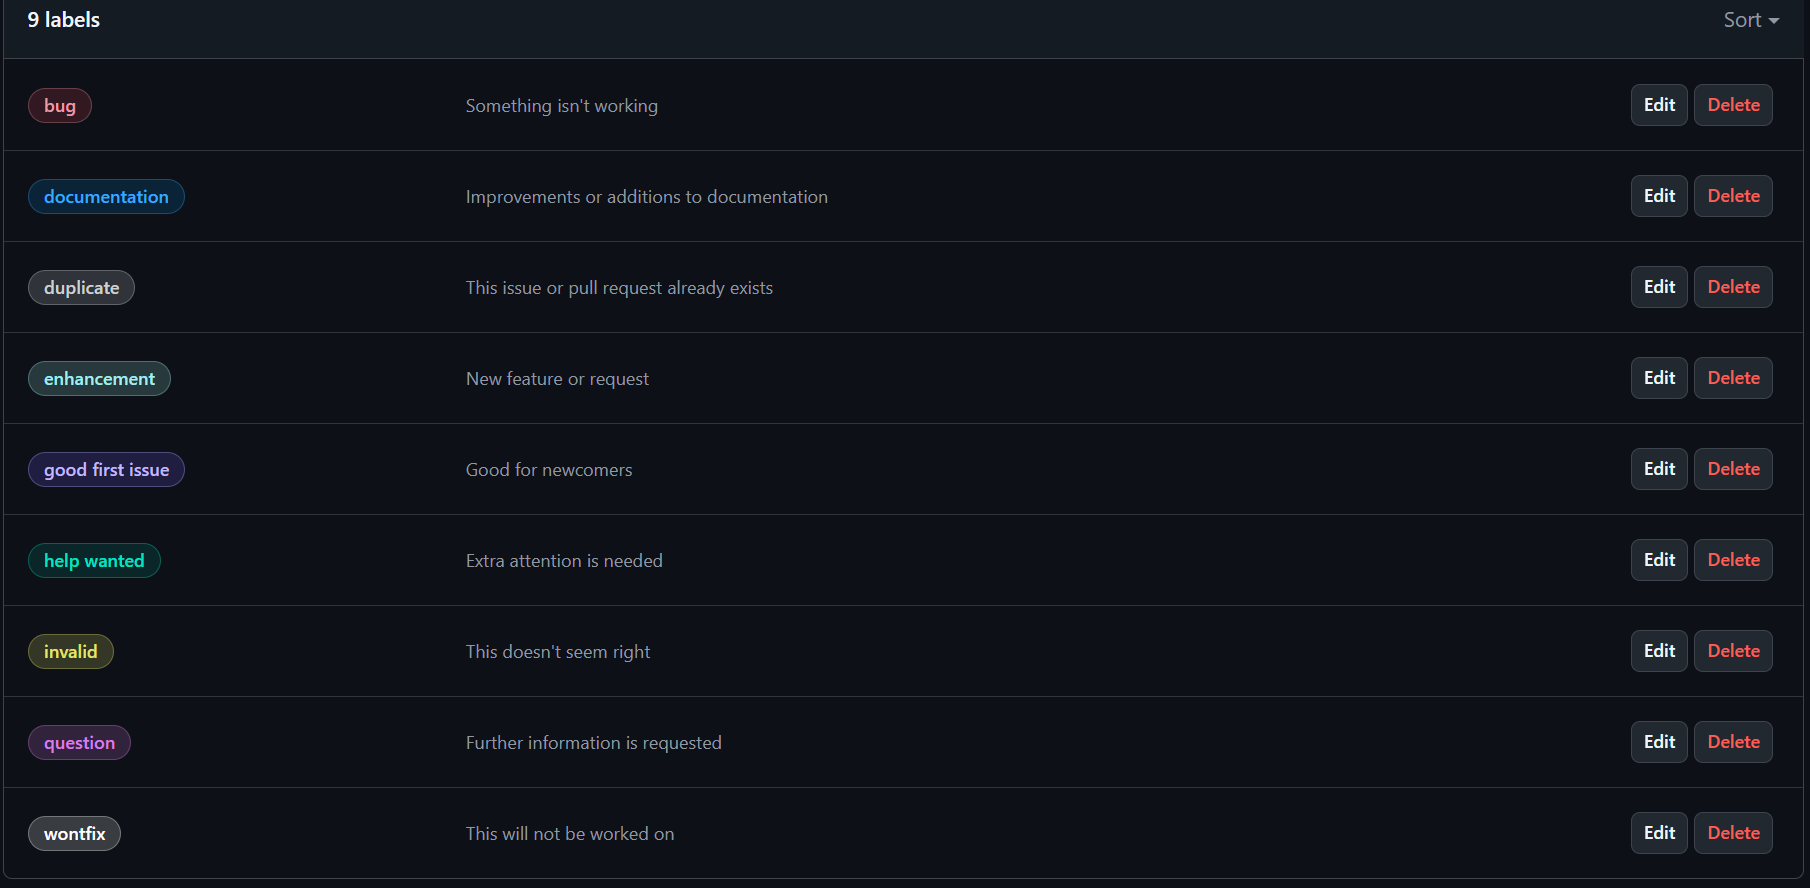 9 labels Sort
bug Something isn't working Edit Delete
documentation Improvements or additions to documentation Edit Delete
duplicate This issue or pull request already exists Edit Delete
enhancement New feature or request Edit Delete
good first issue Good for newcomers Edit Delete
help wanted Extra attention is needed Edit Delete
invalid This doesn't seem right Edit Delete
question Further information is requested Edit Delete
wontfix This will not be worked on Edit Delete